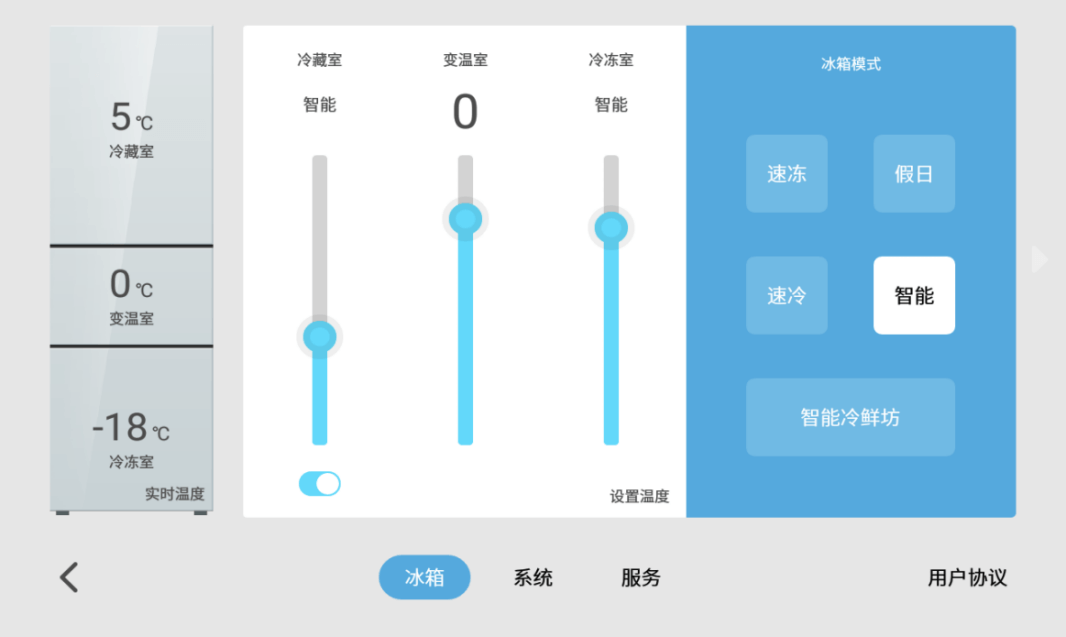 5℃
冷藏室
0℃
变温室
-18℃
冷冻室
实时温度
冷藏室 变温室 冷冻室
智能 0 智能
设置温度
冰箱模式
速冻 假日
速冷 智能
智能冷鲜坊
冰箱 系统 服务 用户协议